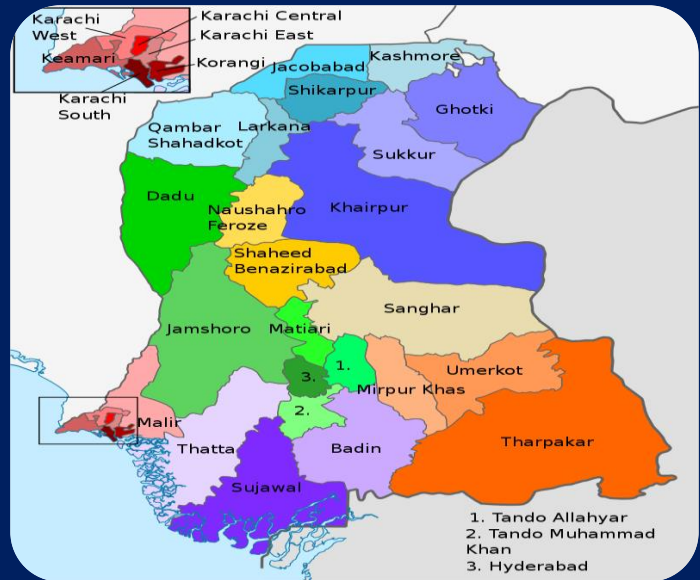 Karachi
West
Karachi Central
Karachi East
Keamari
Korangi
Karachi
South
Jacobabad
Kashmore
Shikarpur
Ghotki
Qambar
Shahadkot
Larkana
Sukkur
Dadu
Naushahro
Feroze
Khairpur
Shaheed
Benazirabad
Sanghar
Jamshoro
Matiari
3.
1.
Mirpur Khas
Umerkot
2.
Malir
Thatta
Badin
Tharpakar
Sujawal
1. Tando Allahyar
2. Tando Muhammad
Khan
3. Hyderabad